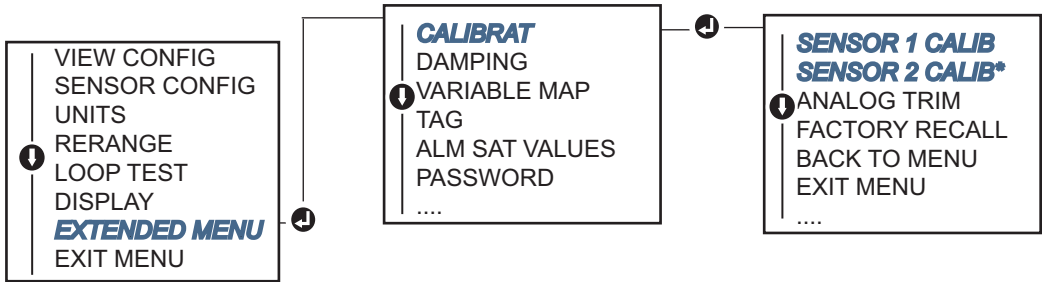 VIEW CONFIG
SENSOR CONFIG
UNITS
RERANGE
LOOP TEST
DISPLAY
EXTENDED MENU
EXIT MENU
CALIBRAT
DAMPING
VARIABLE MAP
TAG
ALM SAT VALUES
PASSWORD
....
SENSOR 1 CALIB
SENSOR 2 CALIB*
ANALOG TRIM
FACTORY RECALL
BACK TO MENU
EXIT MENU
....